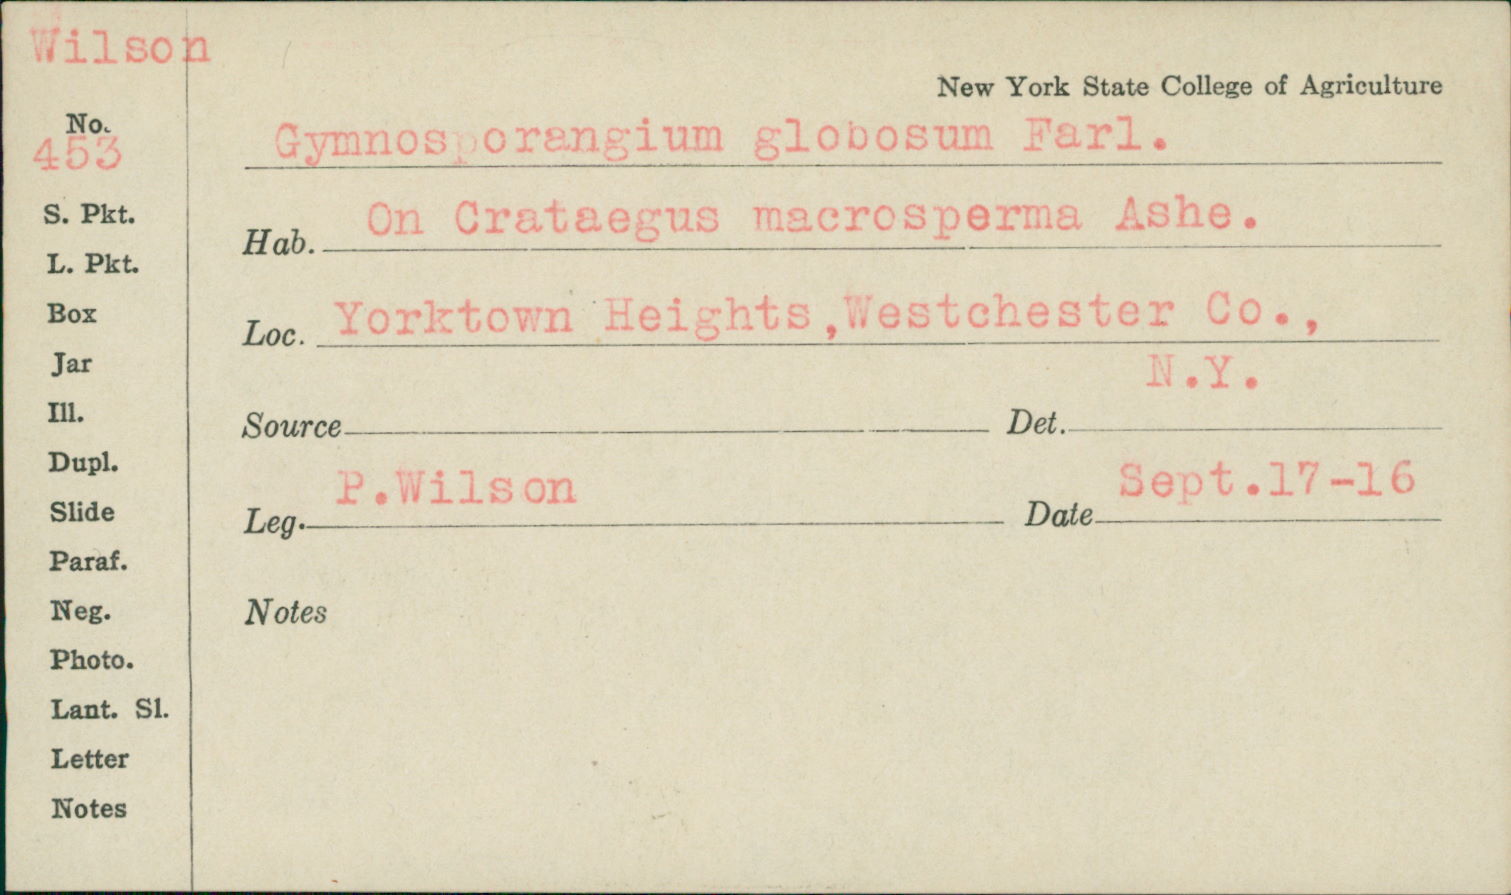 Wilson
New York State College of Agriculture
No.
453
Gymnosporangium globosum Farl.
S. Pkt.
Hab. On Crataegus macrosperma Ashe.
L. Pkt.
Box
Loc. Yorktown Heights,Westchester Co.,
Jar
N.Y.
Ill.
Source Det.
Dupl.
Leg. P.Wilson Date Sept.17-16
Slide
Paraf.
Neg.
Notes
Photo.
Lant. Sl.
Letter
Notes